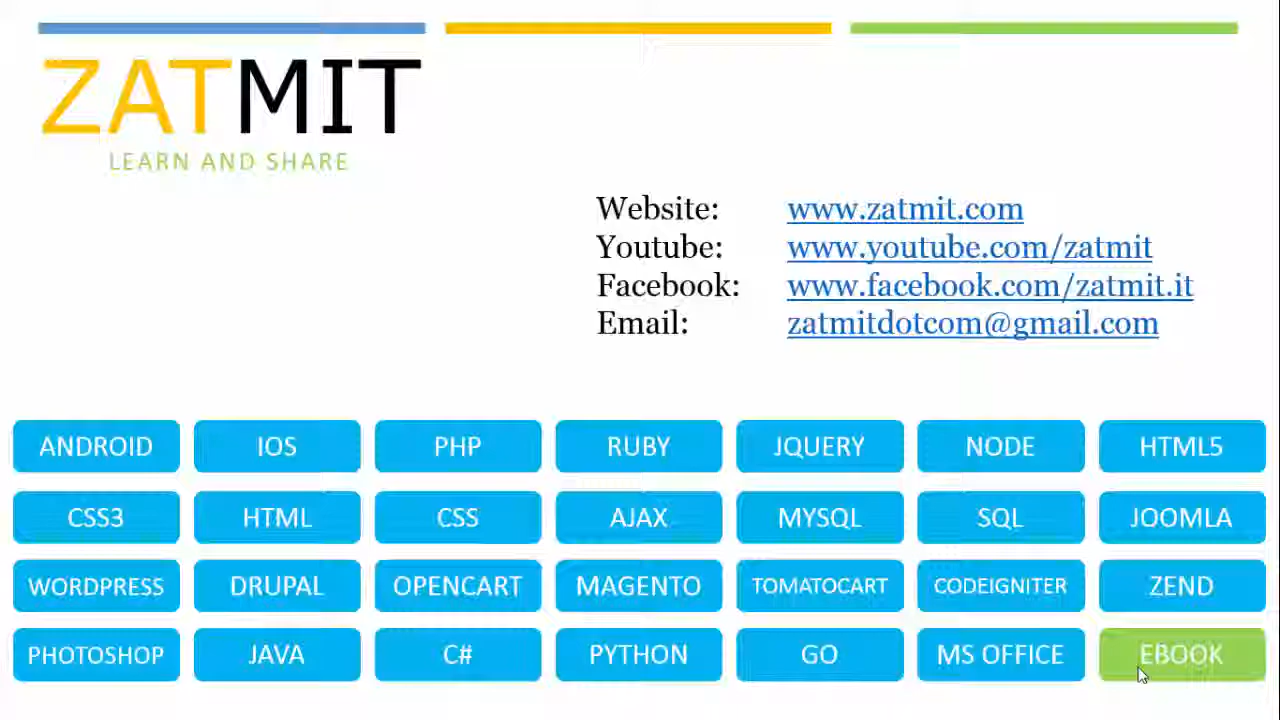 ZATMIT
LEARN AND SHARE
Website: www.zatmit.com
Youtube: www.youtube.com/zatmit
Facebook: www.facebook.com/zatmit.it
Email: zatmitdotcom@gmail.com
ANDROID IOS PHP RUBY JQUERY NODE HTML5
CSS3 HTML CSS AJAX MYSQL SQL JOOMLA
WORDPRESS DRUPAL OPENCART MAGENTO TOMATOCART CODEIGNITER ZEND
PHOTOSHOP JAVA C# PYTHON GO MS OFFICE EBOOK